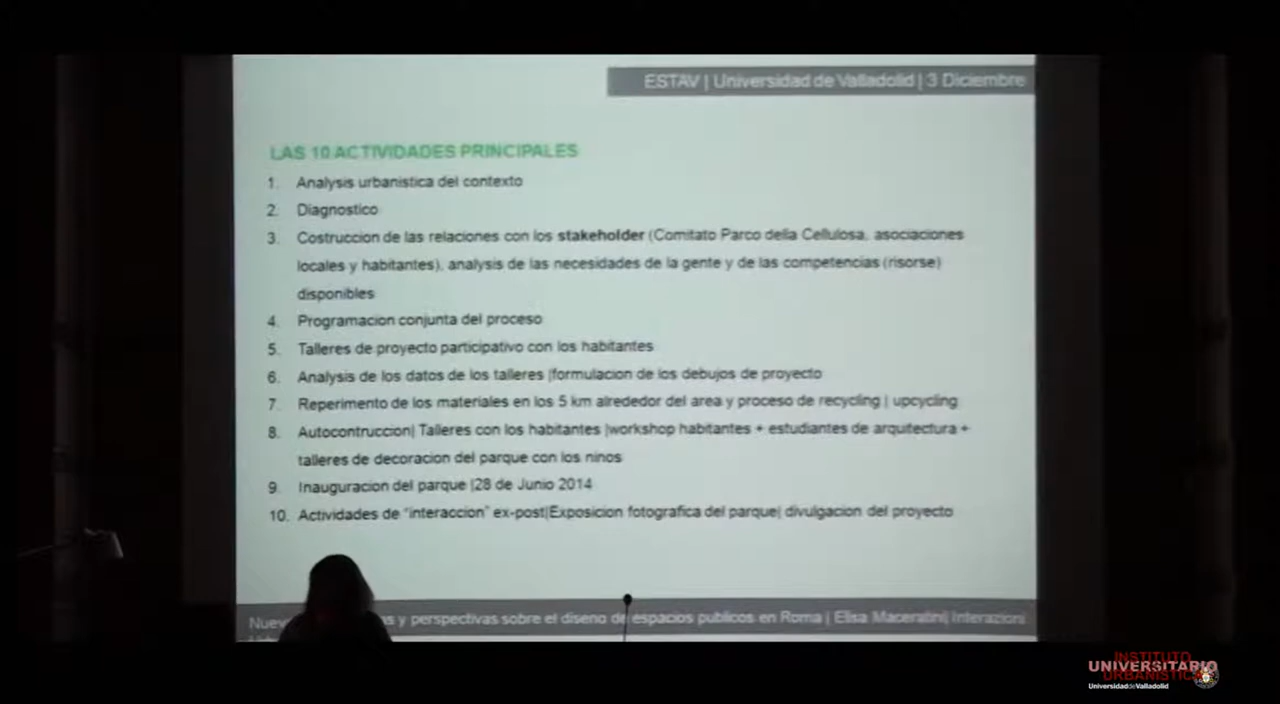 ESTAV | Universidad de Valladolid | 3 Diciembre
LAS 10 ACTIVIDADES PRINCIPALES
1. Analysis urbanistica del contexto
2. Diagnostico
3. Costruccion de las relaciones con los stakeholder (Comitato Parco della Cellulosa, asociaciones
locales y habitantes), analysis de las necesidades de la gente y de las competencias (risorse)
disponibles
4. Programacion conjunta del proceso
5. Talleres de proyecto participativo con los habitantes
6. Analysis de los datos de los talleres |formulacion de los debujos de proyecto
7. Reperimento de los materiales en los 5 km alrededor del area y proceso de recycling | upcycling
8. Autocontruccion| Talleres con los habitantes |workshop habitantes + estudiantes de arquitectura +
talleres de decoracion del parque con los ninos
9. Inauguracion del parque |28 de Junio 2014
10. Actividades de "interaccion" ex-post|Exposicion fotografica del parque| divulgacion del proyecto
y perspectivas sobre el diseno de espacios publicos en Roma | Elisa Maceratini| Interazioni
INSTITUTO
UNIVERSITARIO
URBANÍSTICA
Universidad de Valladolid